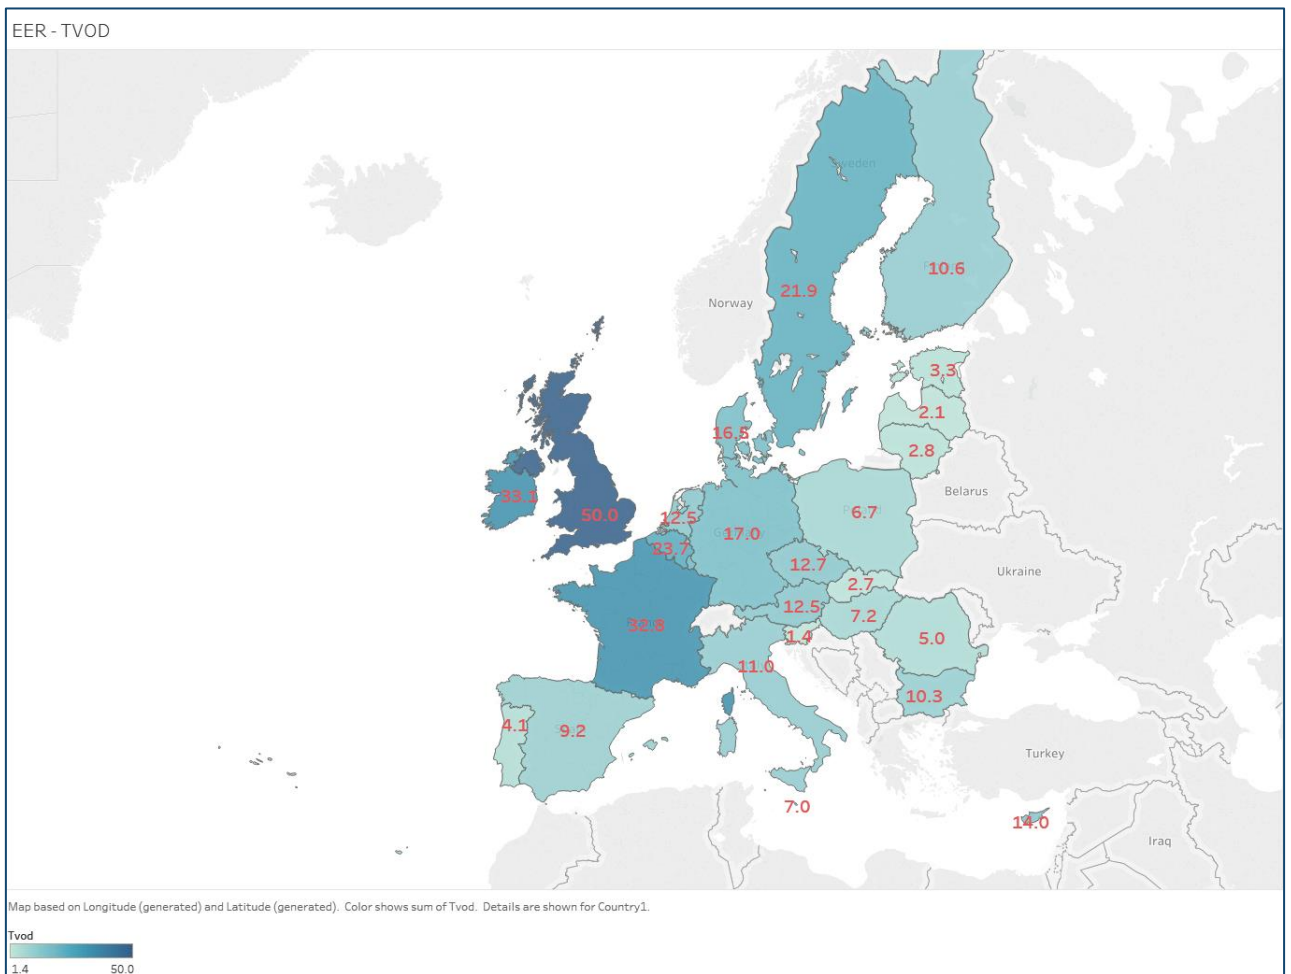 EER - TVOD
Sweden
10.6
21.9
Norway
3.3
2.1
16.5
2.8
Belarus
33.1
12.5
6.7
50.0
17.0
23.7
12.7
Ukraine
2.7
12.5
7.2
32.8
1.4
5.0
11.0
10.3
4.1
9.2
Turkey
7.0
14.0
Iraq
Map based on Longitude (generated) and Latitude (generated). Color shows sum of Tvod. Details are shown for Country1.
Tvod
1.4 50.0